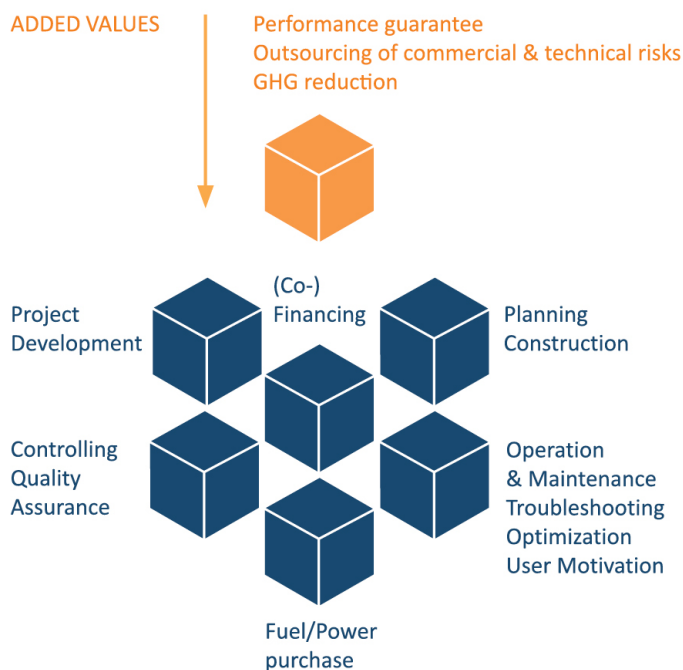 ADDED VALUES
Performance guarantee
Outsourcing of commercial & technical risks
GHG reduction
(Co-)
Financing
Project
Development
Planning
Construction
Controlling
Quality
Assurance
Operation
& Maintenance
Troubleshooting
Optimization
User Motivation
Fuel/Power
purchase